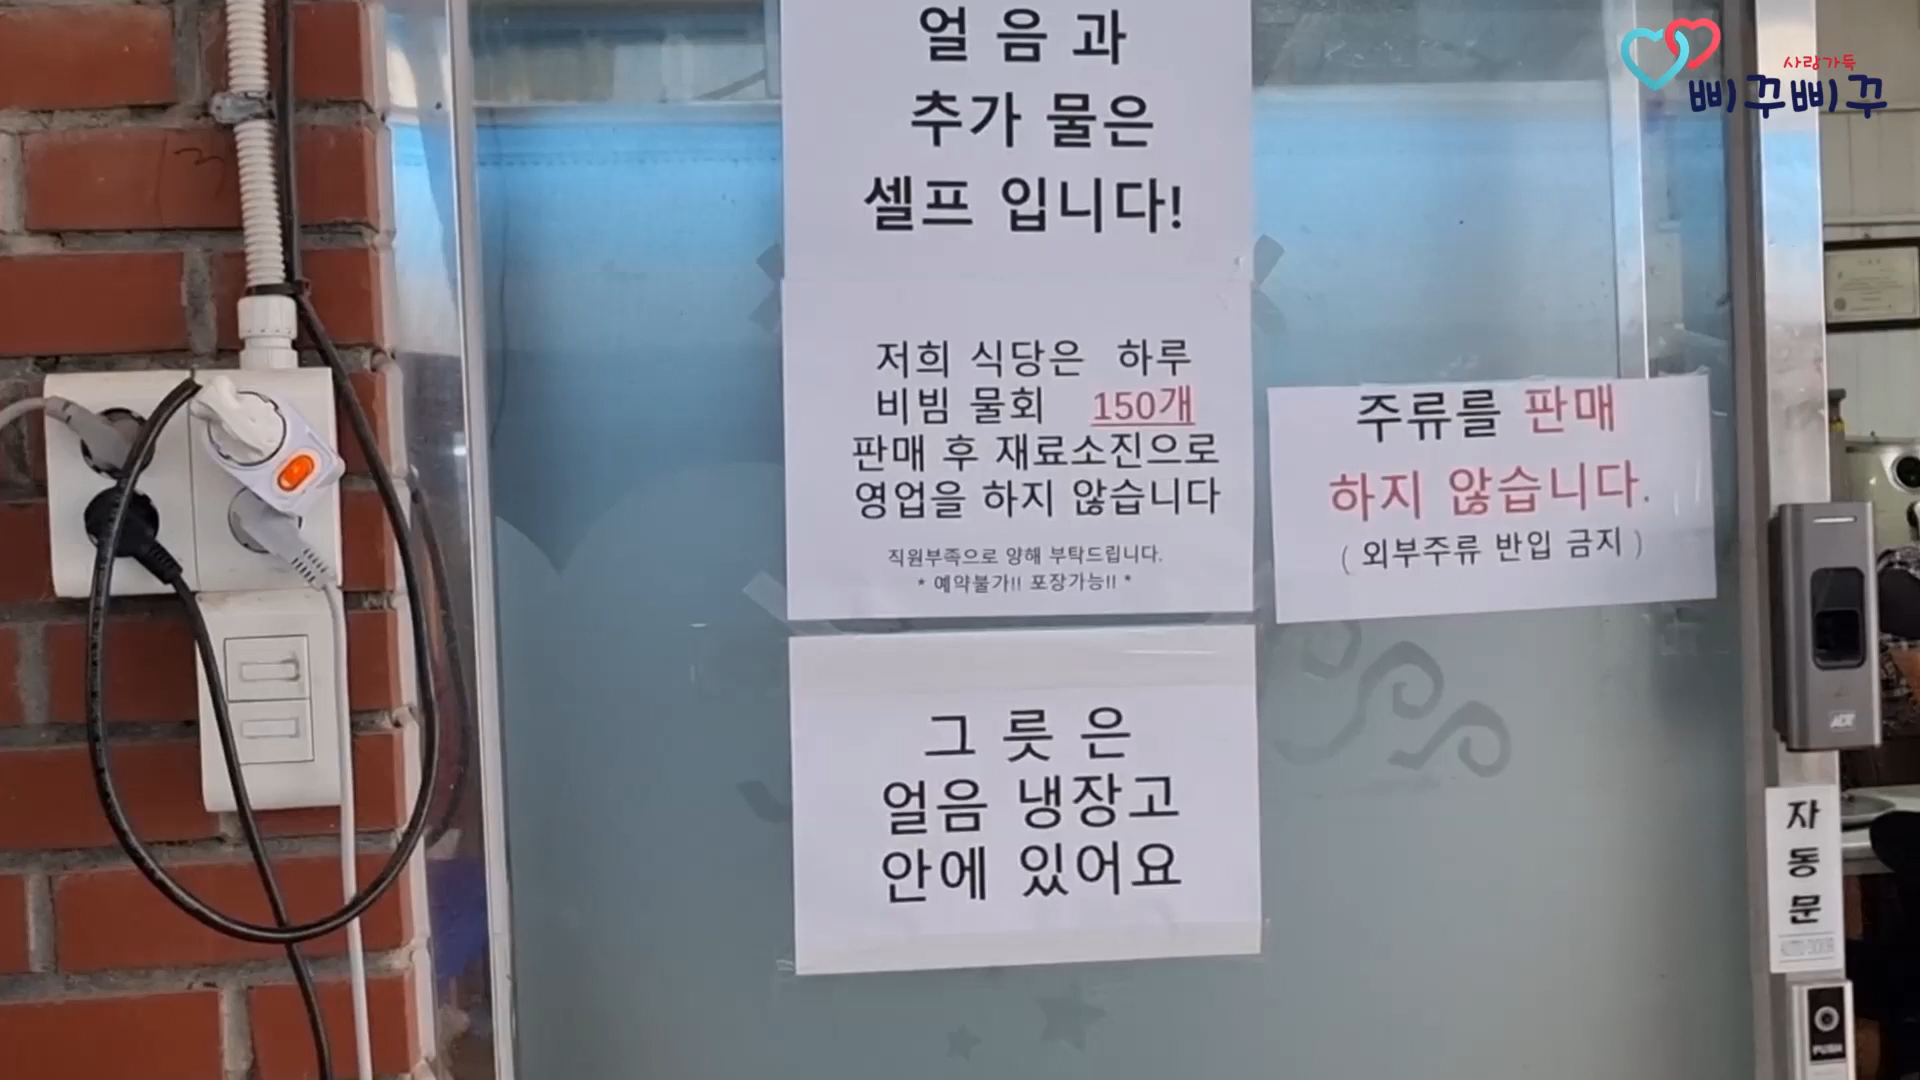 얼 음 과
추가 물은
셀프 입니다!
저희 식당은 하루
비빔 물회 150개
판매 후 재료소진으로
영업을 하지 않습니다
직원부족으로 양해 부탁드립니다.
* 예약불가!! 포장가능!! *
주류를 판매
하지 않습니다.
( 외부주류 반입 금지 )
그 릇 은
얼음 냉장고
안에 있어요
사랑가득
삐꾸삐꾸
자
동
문
AUTO DOOR
PUSH